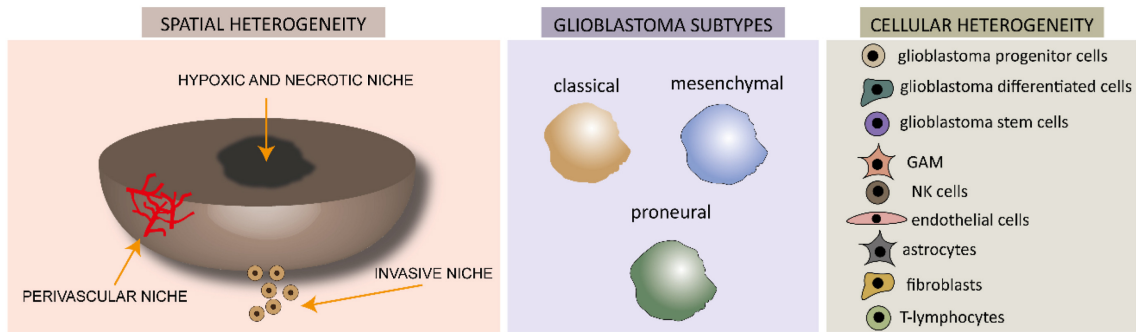 SPATIAL HETEROGENEITY
HYPOXIC AND NECROTIC NICHE
PERIVASCULAR NICHE
INVASIVE NICHE
GLIOBLASTOMA SUBTYPES
classical
mesenchymal
proneural
CELLULAR HETEROGENEITY
glioblastoma progenitor cells
glioblastoma differentiated cells
glioblastoma stem cells
GAM
NK cells
endothelial cells
astrocytes
fibroblasts
T-lymphocytes